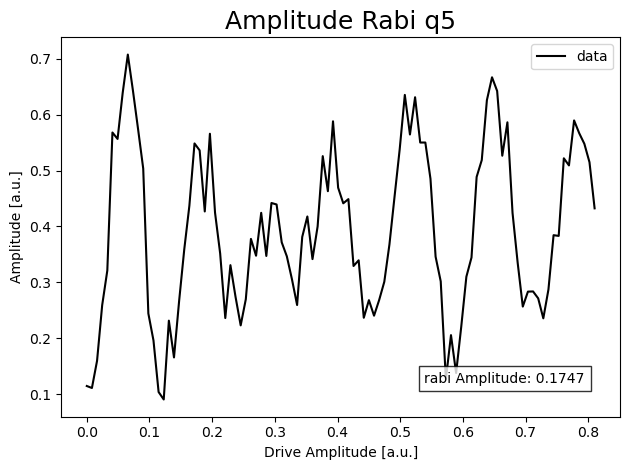 Amplitude Rabi q5
data
Amplitude [a.u.]
0.7
0.6
0.5
0.4
0.3
0.2
0.1
rabi Amplitude: 0.1747
0.0 0.1 0.2 0.3 0.4 0.5 0.6 0.7 0.8
Drive Amplitude [a.u.]